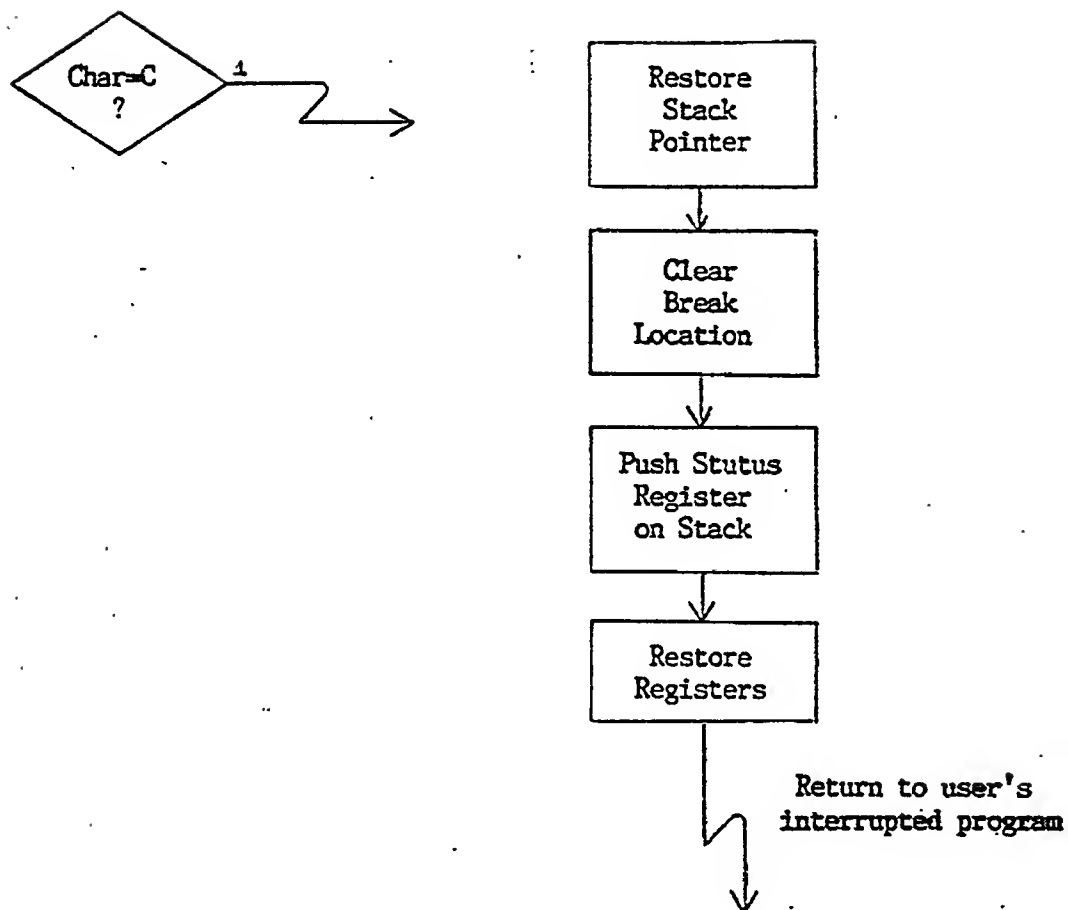 Char=C
?
1
Restore
Stack
Pointer
Clear
Break
Location
Push Stutus
Register
on Stack
Restore
Registers
Return to user's
interrupted program